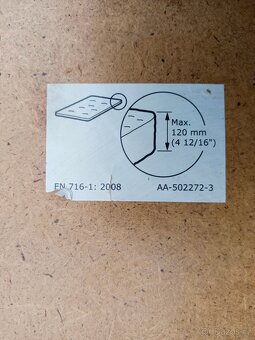 Max.
120 mm
(4 12/16")
EN 716-1: 2008 AA-502272-3